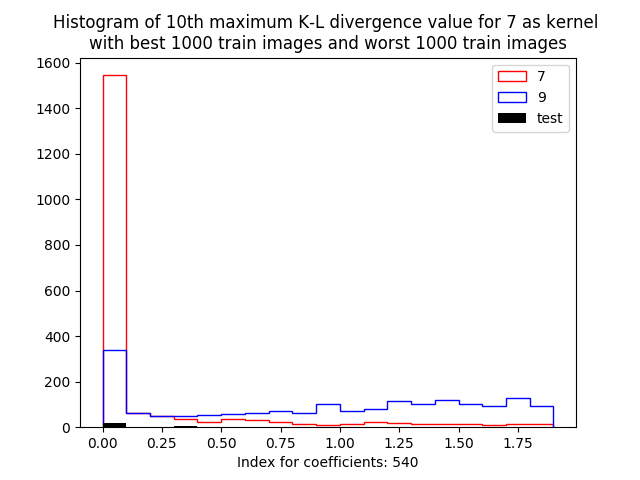 Histogram of 10th maximum K-L divergence value for 7 as kernel
with best 1000 train images and worst 1000 train images
1600
1400
1200
1000
800
600
400
200
0
7
9
test
0.00 0.25 0.50 0.75 1.00 1.25 1.50 1.75
Index for coefficients: 540